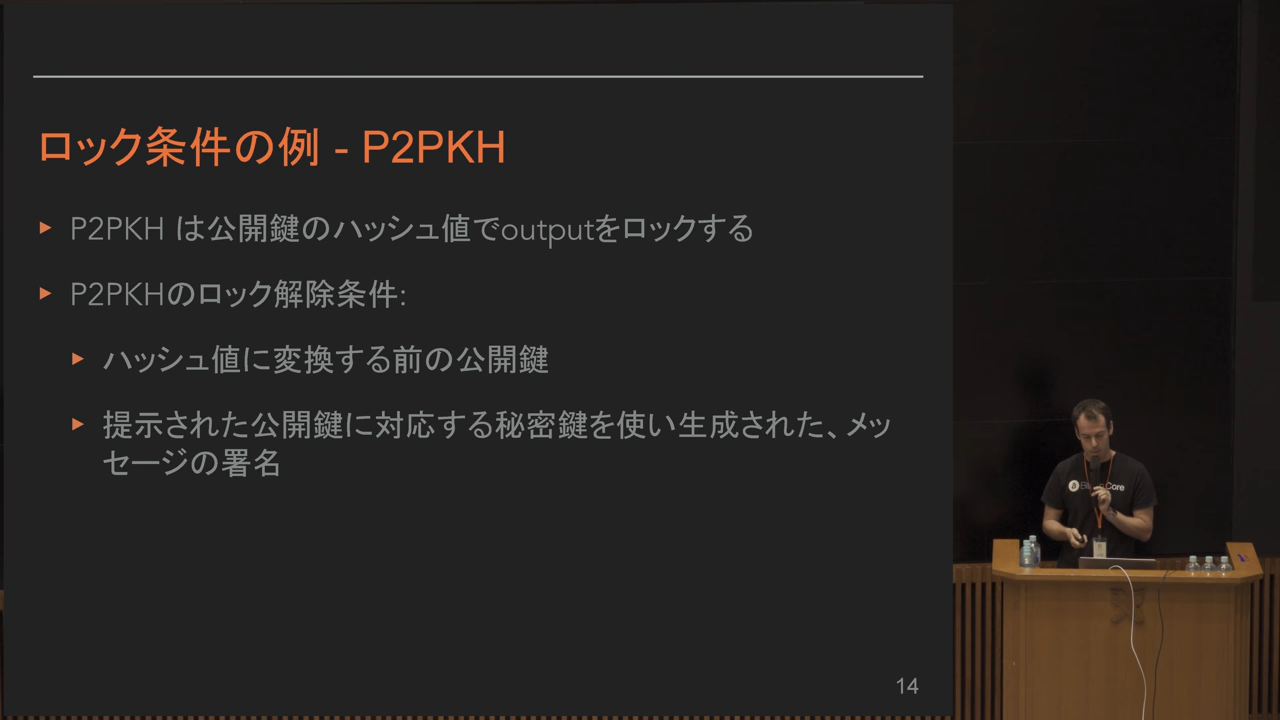 ロック条件の例 - P2PKH
P2PKH は公開鍵のハッシュ値でoutputをロックする
P2PKHのロック解除条件:
ハッシュ値に変換する前の公開鍵
提示された公開鍵に対応する秘密鍵を使い生成された、メッ
セージの署名
14
Core